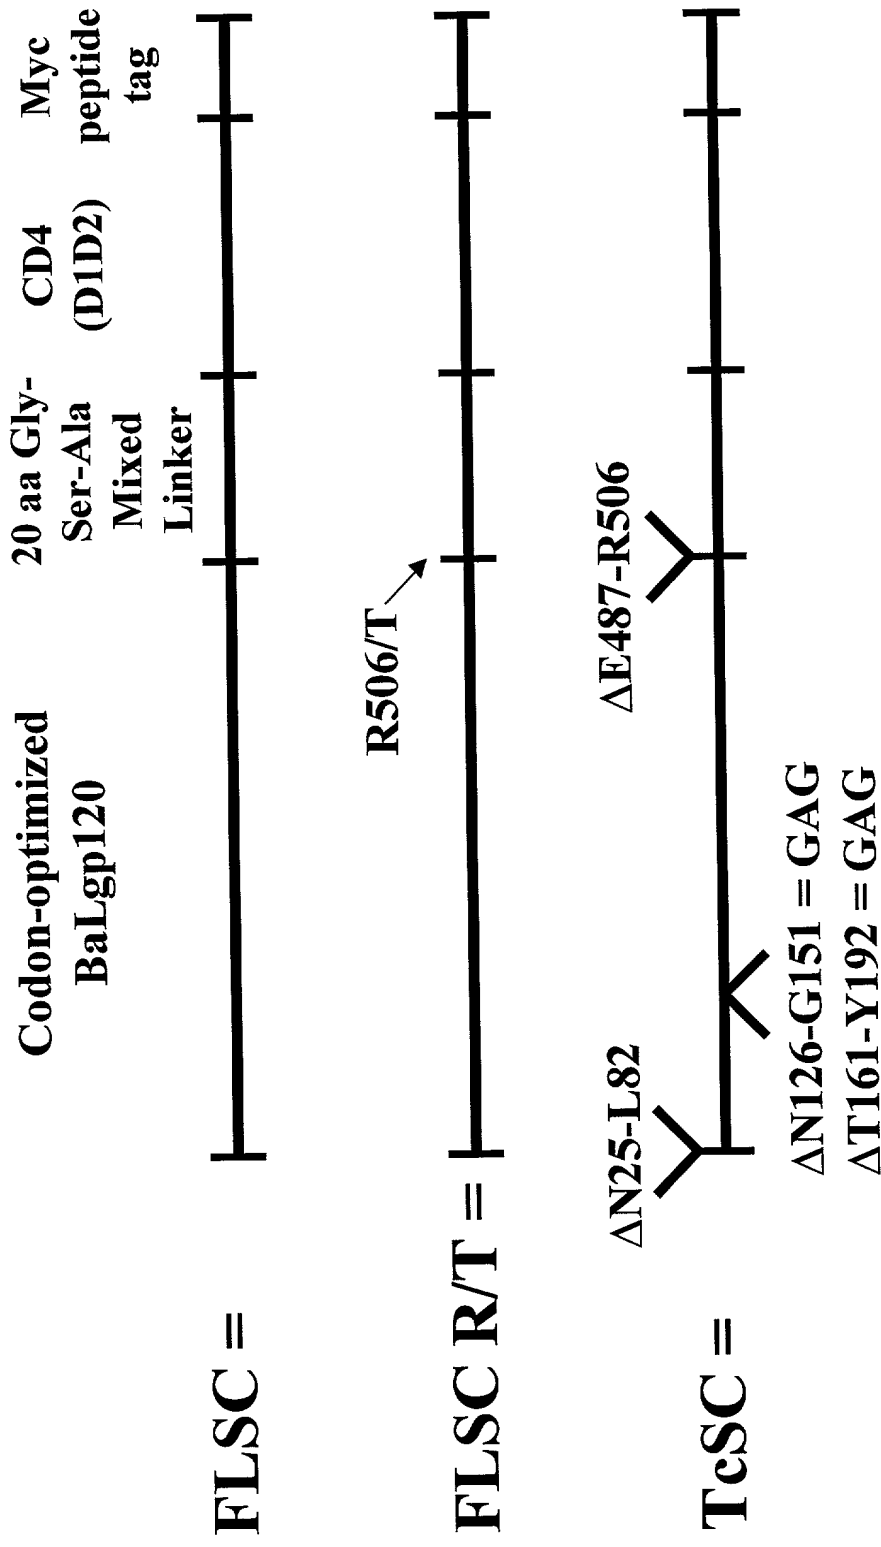 Codon-optimized
BaLgp120
20 aa Gly-
Ser-Ala
Mixed
Linker
CD4
(D1D2)
Myc
peptide
tag
FLSC =
R506/T
FLSC R/T =
ΔN25-L82
ΔE487-R506
TcSC =
ΔN126-G151 = GAG
ΔT161-Y192 = GAG